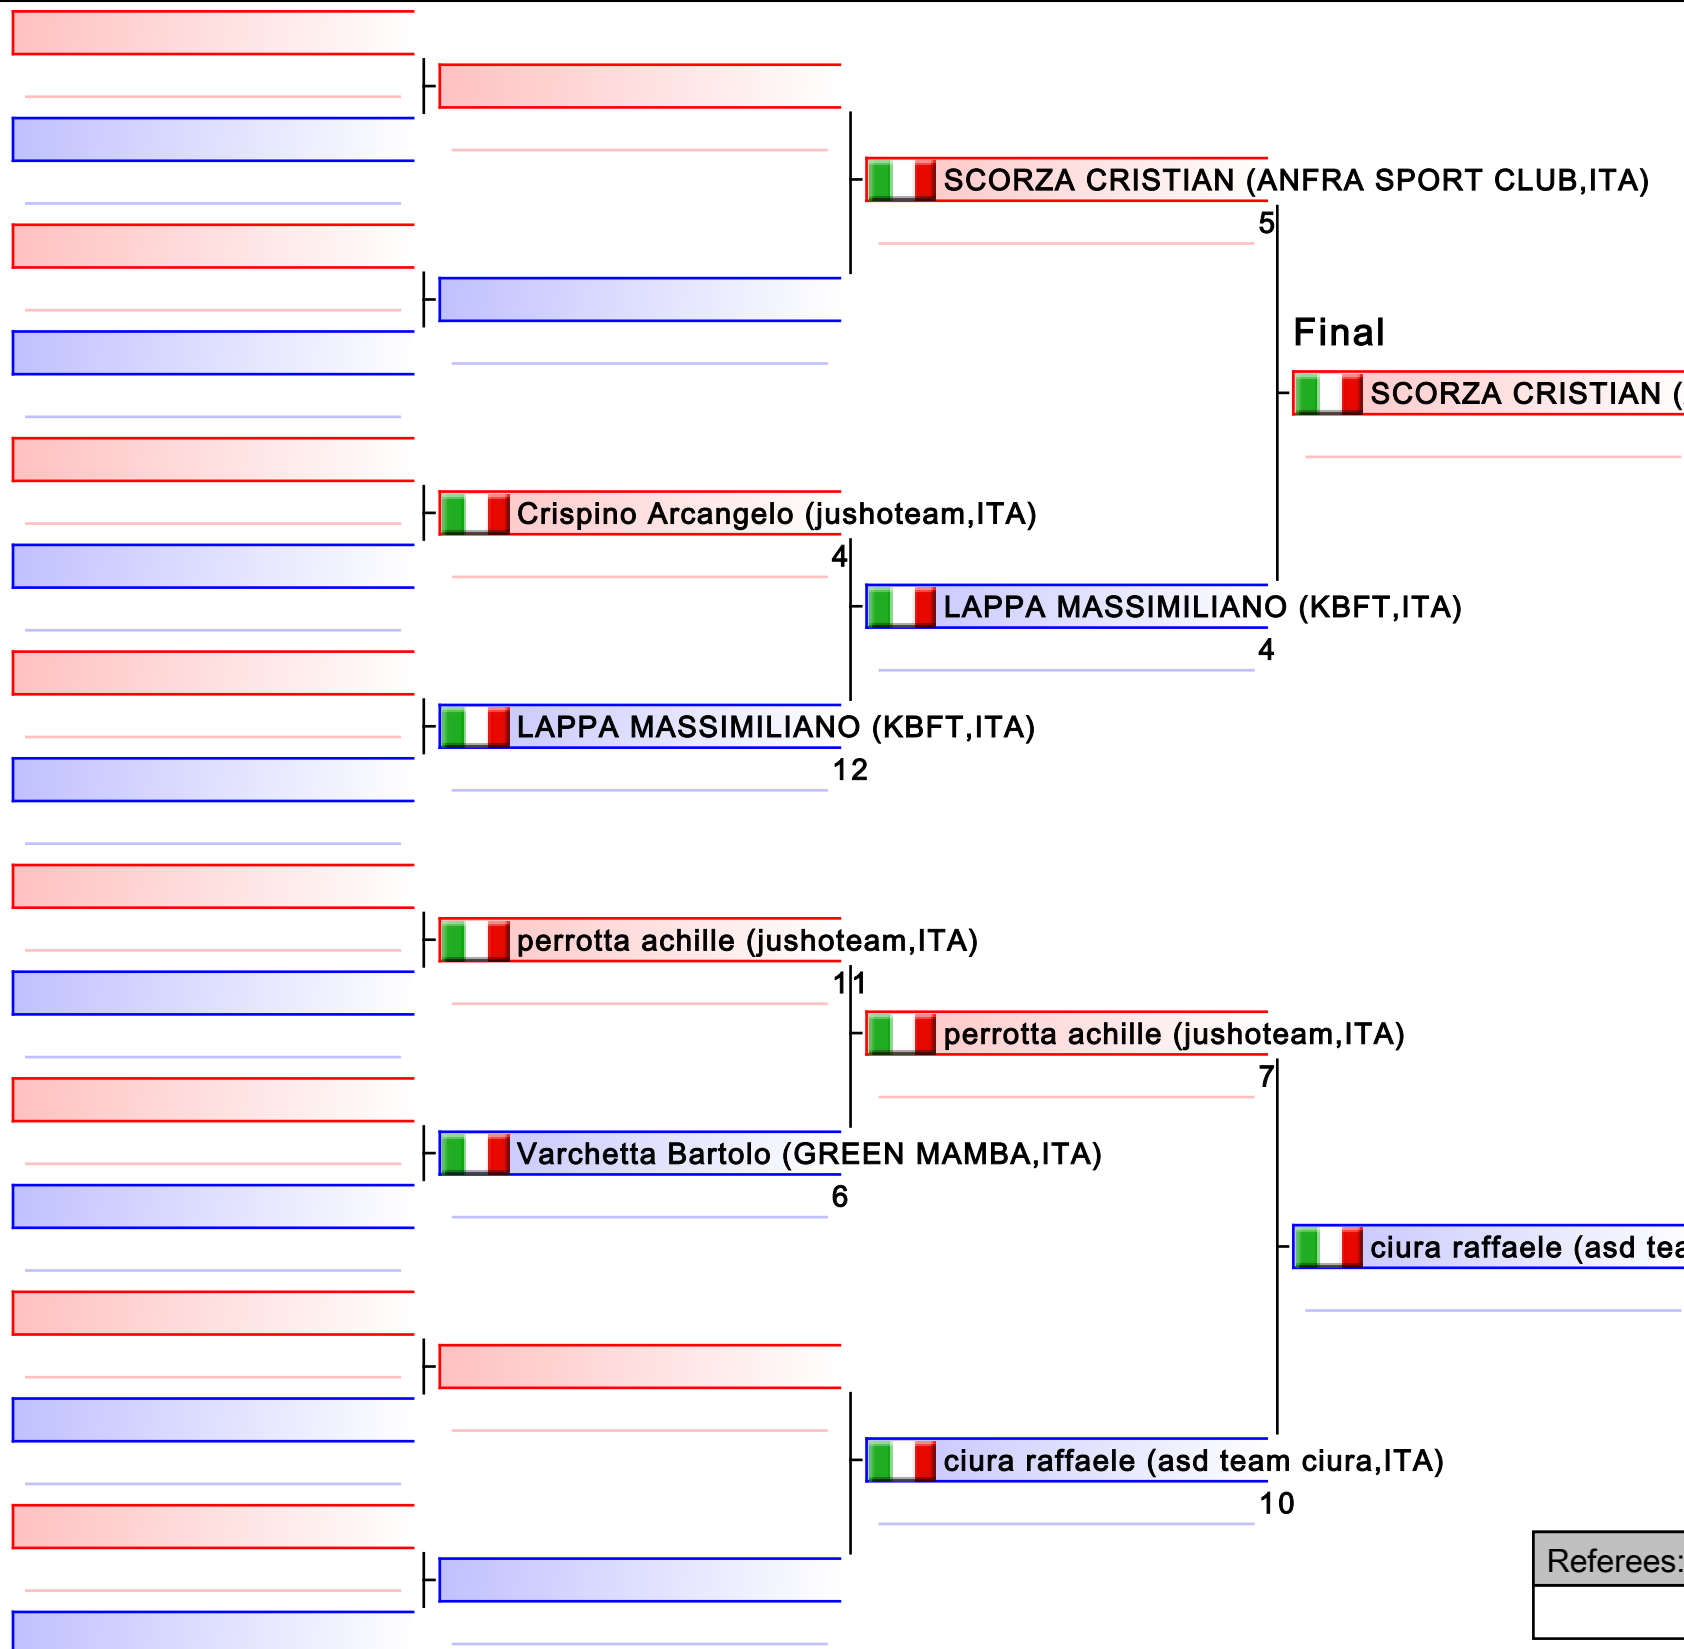 SCORZA CRISTIAN (ANFRA SPORT CLUB,ITA)
5
Final
SCORZA CRISTIAN (
Crispino Arcangelo (jushoteam,ITA)
4
LAPPA MASSIMILIANO (KBFT,ITA)
4
LAPPA MASSIMILIANO (KBFT,ITA)
12
perrotta achille (jushoteam,ITA)
11
perrotta achille (jushoteam,ITA)
7
Varchetta Bartolo (GREEN MAMBA,ITA)
6
ciura raffaele (asd tea
ciura raffaele (asd team ciura,ITA)
10
Referees: